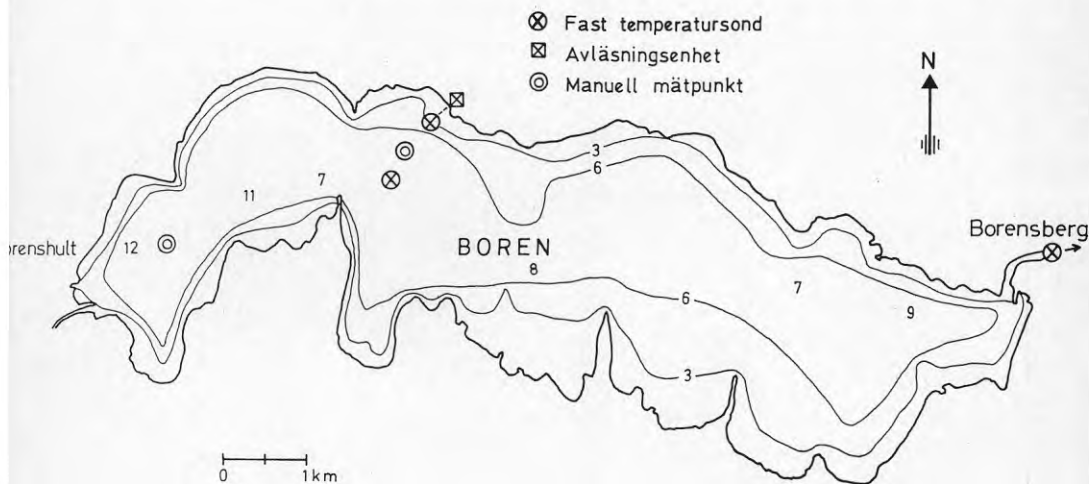 Fast temperatursond
Avläsningsenhet
Manuell mätpunkt
N
3
6
11
7
12
orenshult
BOREN
8
Borensberg
7
9
6
3
0 1km